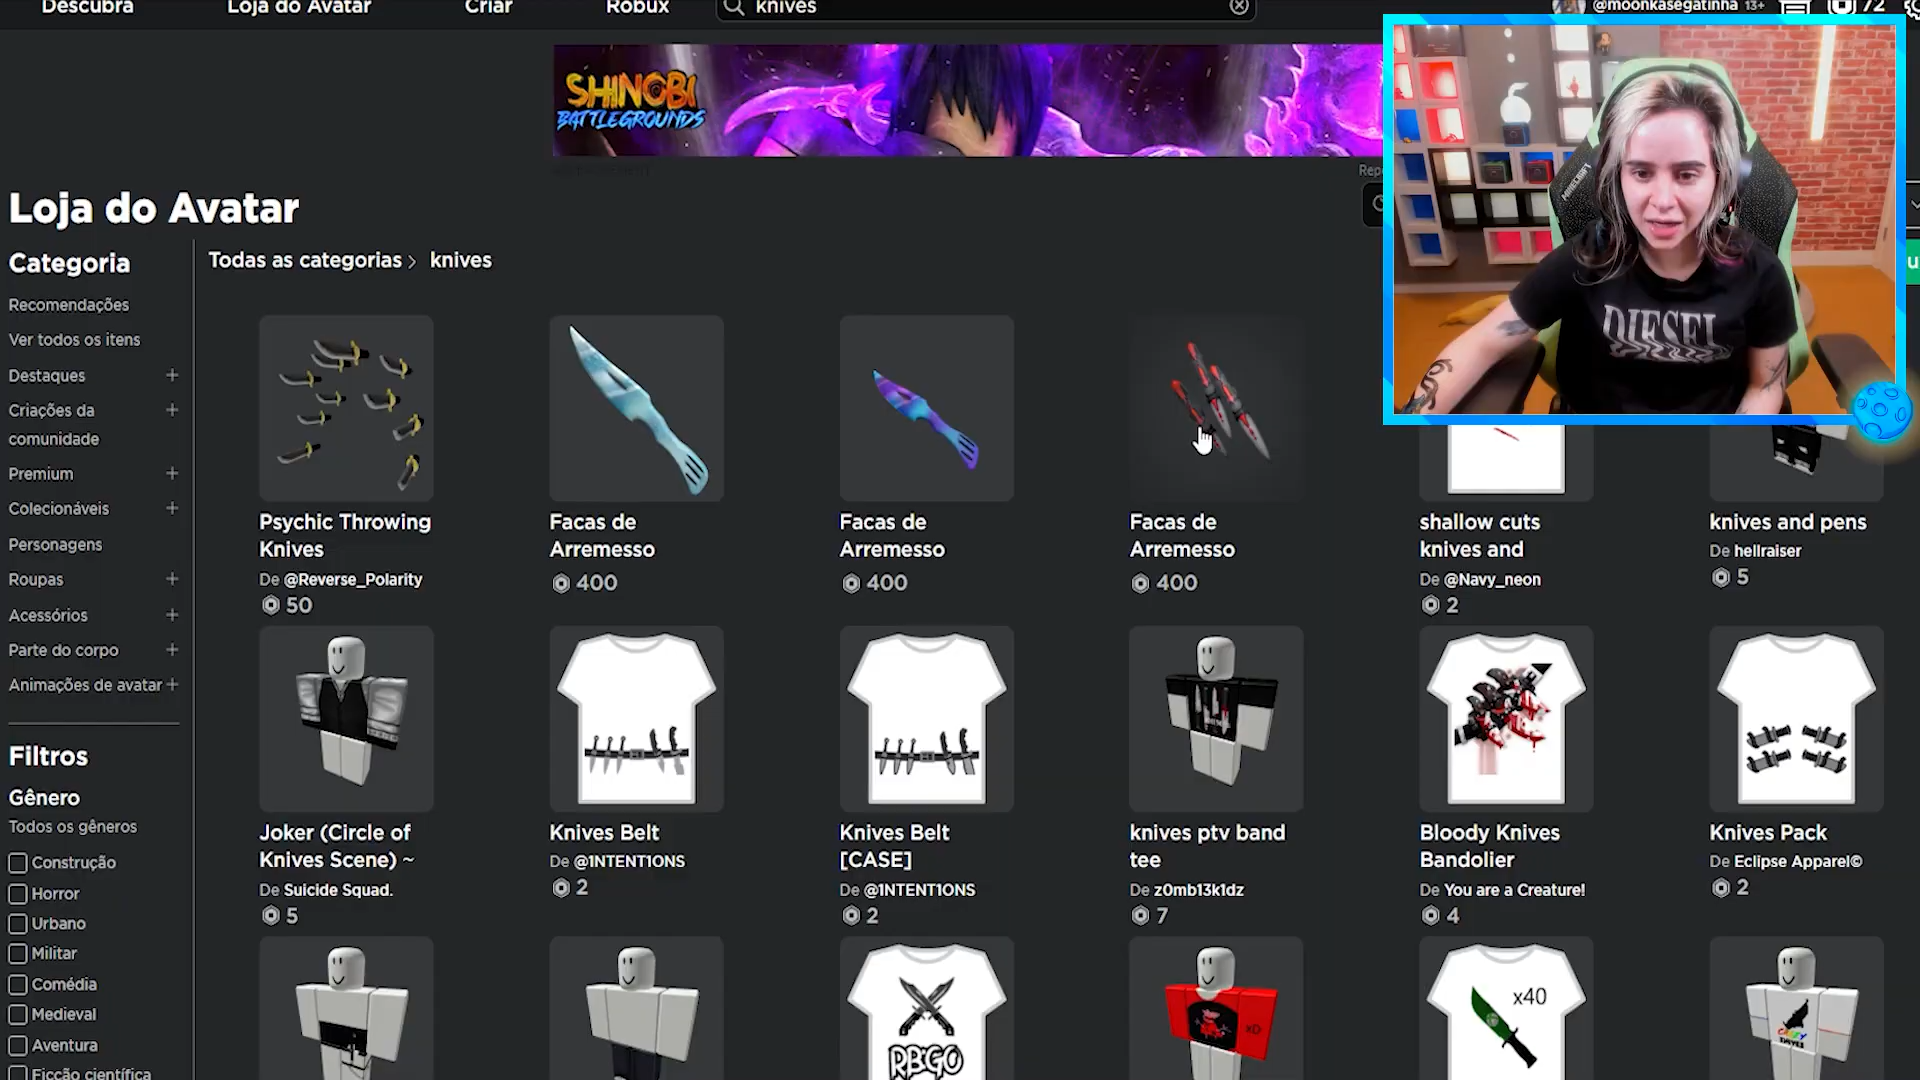 Descubra Loja do Avatar Criar Robux knives @moonkasegatinha 13+ 72
SHINOBI
BATTLEGROUNDS
Loja do Avatar
Categoria
Recomendações
Ver todos os itens
Destaques +
Criações da +
comunidade
Premium +
Colecionáveis +
Personagens
Roupas +
Acessórios +
Parte do corpo +
Animações de avatar +
Filtros
Gênero
Todos os gêneros
Construção
Horror
Urbano
Militar
Comédia
Medieval
Aventura
Ficção científica
Todas as categorias > knives
Psychic Throwing
Knives
De @Reverse_Polarity
50
Facas de
Arremesso
400
Facas de
Arremesso
400
Facas de
Arremesso
400
shallow cuts
knives and
De @Navy_neon
2
knives and pens
De hellraiser
5
Joker (Circle of
Knives Scene) ~
De Suicide Squad.
5
Knives Belt
De @1NTENT1ONS
2
Knives Belt
[CASE]
De @1NTENT1ONS
2
knives ptv band
tee
De z0mb13k1dz
7
Bloody Knives
Bandolier
De You are a Creature!
4
Knives Pack
De Eclipse Apparel©
2
RBGO
xD
x40
MINECRAFT
DIESEL